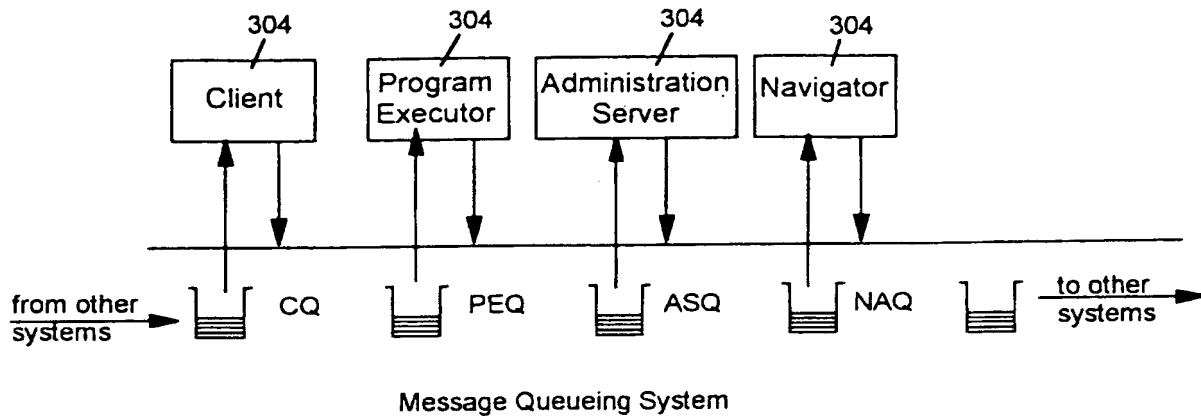 304
304
304
304
Client
Program
Executor
Administration
Server
Navigator
from other
systems
CQ
PEQ
ASQ
NAQ
to other
systems
Message Queueing System